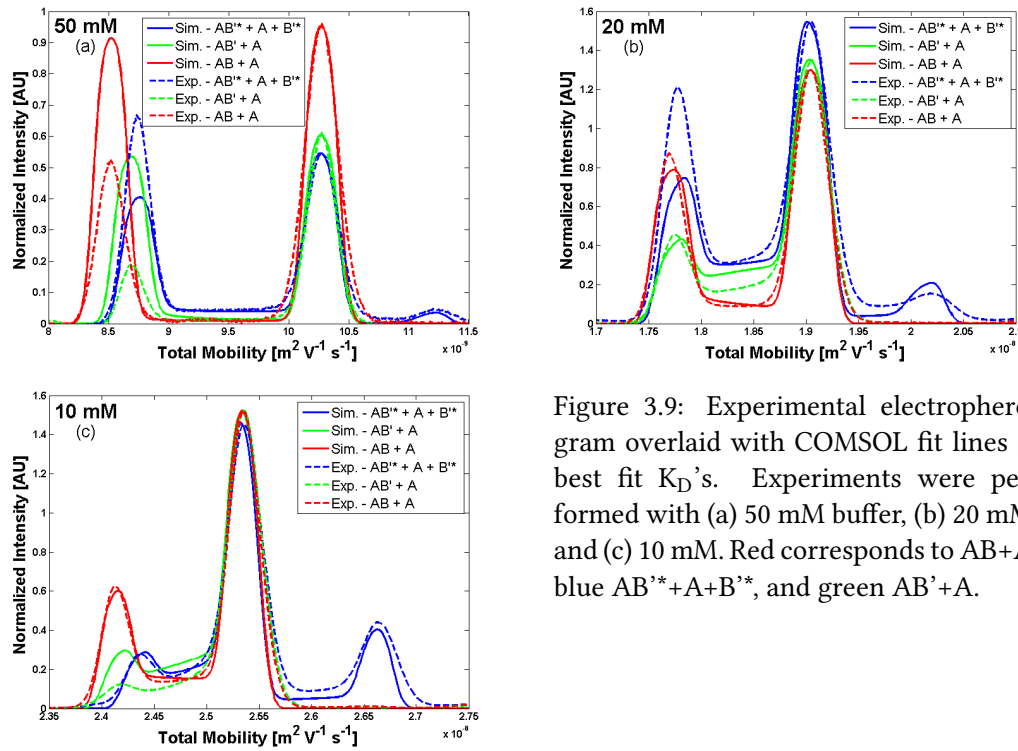 50 mM
(a)
Sim. - AB'* + A + B'*
Sim. - AB' + A
Sim. - AB + A
Exp. - AB'* + A + B'*
Exp. - AB' + A
Exp. - AB + A
Normalized Intensity [AU]
1
0.9
0.8
0.7
0.6
0.5
0.4
0.3
0.2
0.1
0
8 8.5 9 9.5 10 10.5 11 11.5
Total Mobility [m² V⁻¹ s⁻¹]
x 10⁻⁹
20 mM
(b)
Sim. - AB'* + A + B'*
Sim. - AB' + A
Sim. - AB + A
Exp. - AB'* + A + B'*
Exp. - AB' + A
Exp. - AB + A
Normalized Intensity [AU]
1.6
1.4
1.2
1
0.8
0.6
0.4
0.2
0
1.7 1.75 1.8 1.85 1.9 1.95 2 2.05
Total Mobility [m² V⁻¹ s⁻¹]
x 10⁻⁸
10 mM
(c)
Sim. - AB'* + A + B'*
Sim. - AB' + A
Sim. - AB + A
Exp. - AB'* + A + B'*
Exp. - AB' + A
Exp. - AB + A
Normalized Intensity [AU]
1.6
1.4
1.2
1
0.8
0.6
0.4
0.2
0
2.35 2.4 2.45 2.5 2.55 2.6 2.65 2.7 2.75
Total Mobility [m² V⁻¹ s⁻¹]
x 10⁻⁸
Figure 3.9: Experimental electrophero
gram overlaid with COMSOL fit lines
best fit K_D's. Experiments were pe
formed with (a) 50 mM buffer, (b) 20 mM
and (c) 10 mM. Red corresponds to AB+A
blue AB'*+A+B'*, and green AB'+A.